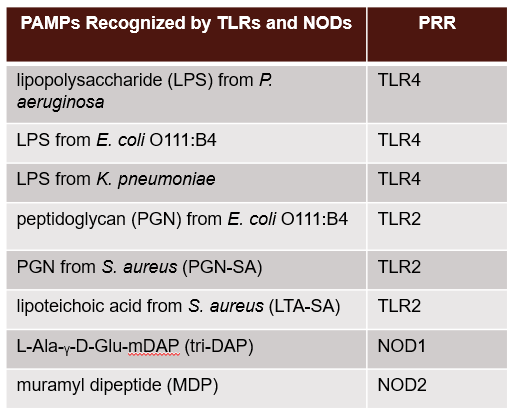 PAMPs Recognized by TLRs and NODs PRR
lipopolysaccharide (LPS) from P. TLR4
aeruginosa
LPS from E. coli O111:B4 TLR4
LPS from K. pneumoniae TLR4
peptidoglycan (PGN) from E. coli O111:B4 TLR2
PGN from S. aureus (PGN-SA) TLR2
lipoteichoic acid from S. aureus (LTA-SA) TLR2
L-Ala-γ-D-Glu-mDAP (tri-DAP) NOD1
muramyl dipeptide (MDP) NOD2